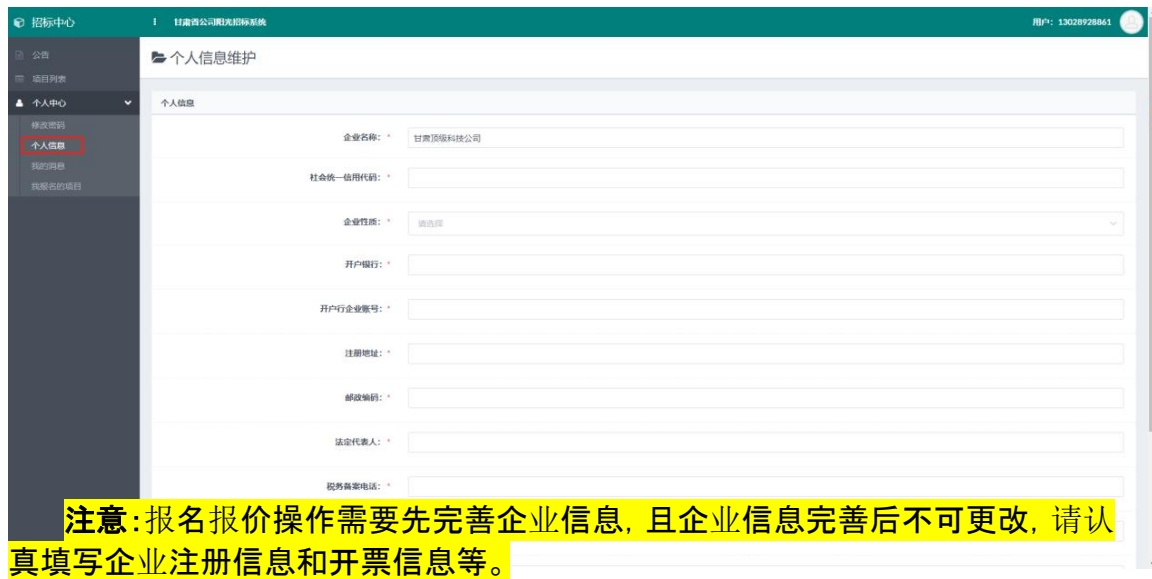 招标中心
甘肃省公司阳光招标系统
用户: 13028928861
公告
项目列表
个人中心
修改密码
个人信息
我的消息
我报名的项目
个人信息维护
个人信息
企业名称: *
甘肃顶级科技公司
社会统一信用代码: *
企业性质: *
请选择
开户银行: *
开户行企业账号: *
注册地址: *
邮政编码: *
法定代表人: *
税务备案电话: *
注意:报名报价操作需要先完善企业信息, 且企业信息完善后不可更改, 请认
真填写企业注册信息和开票信息等。